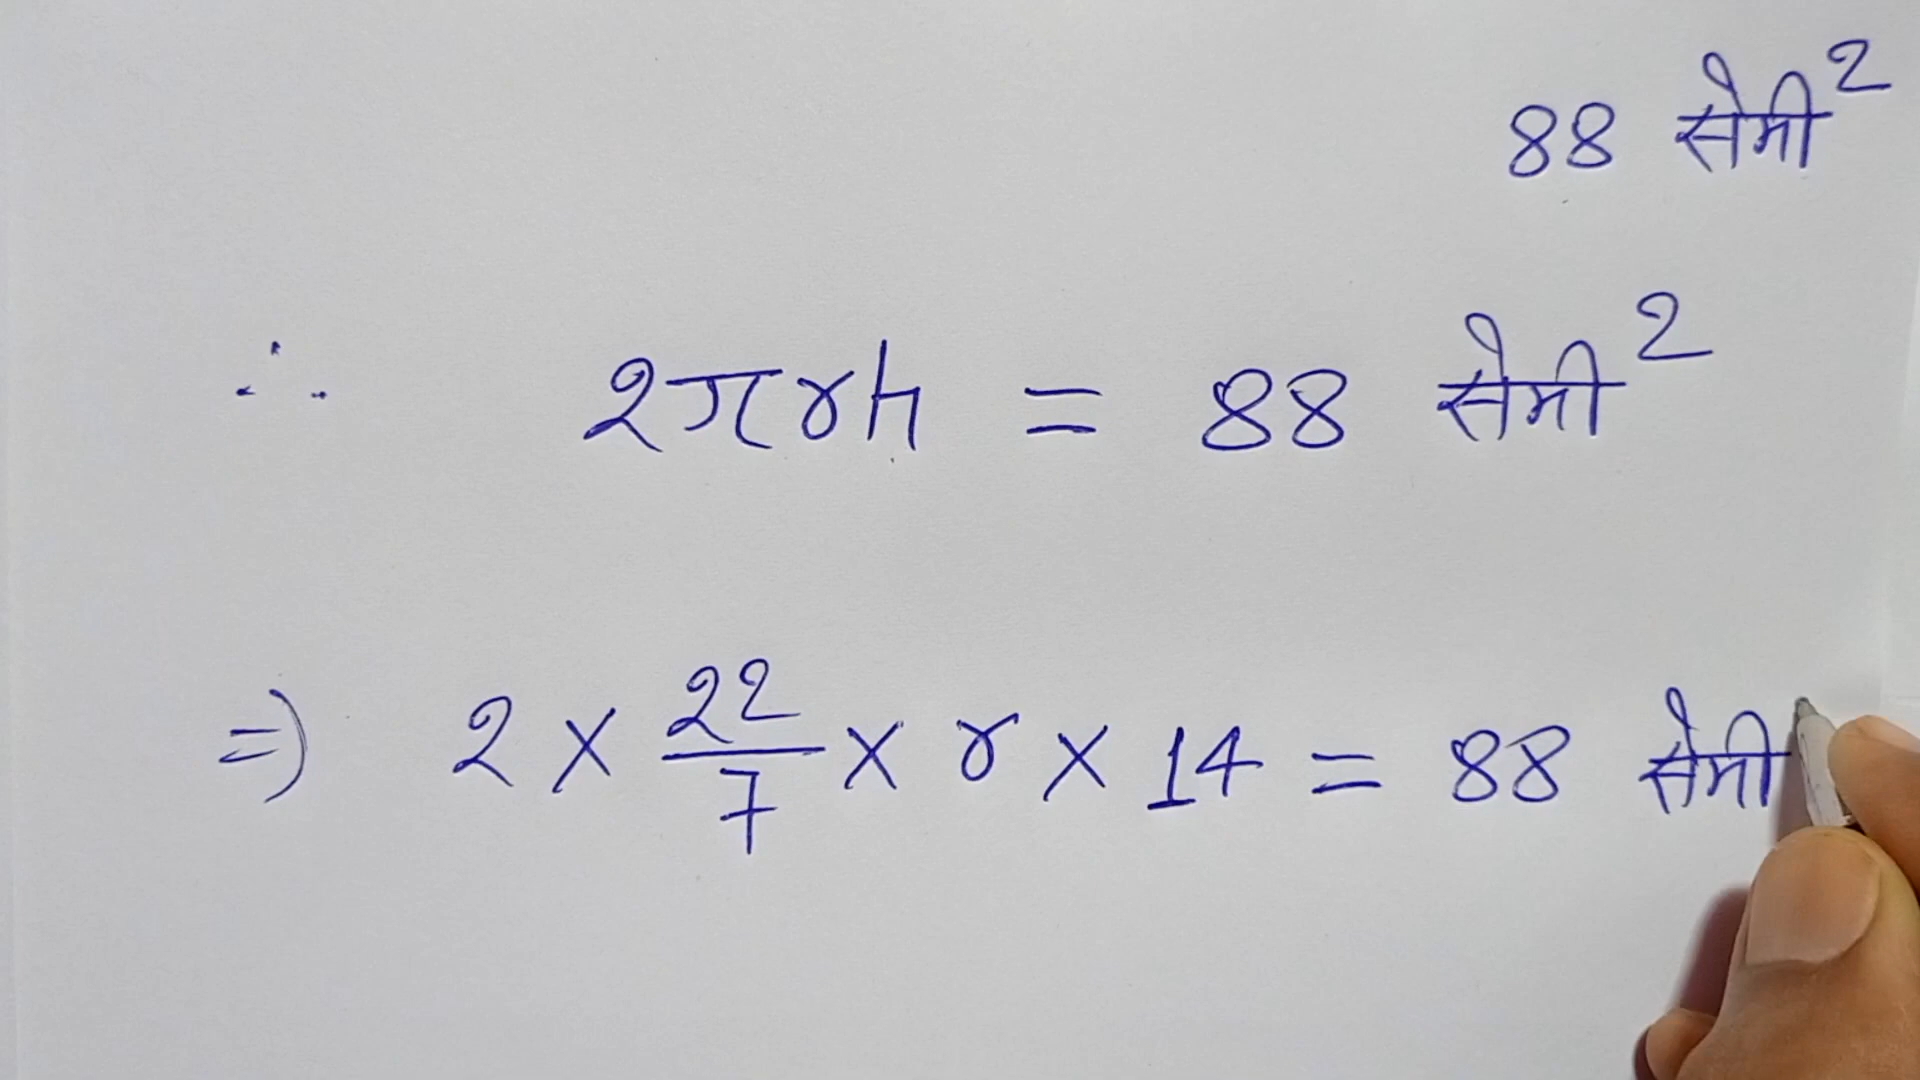 88 सेमी²
∴ 2πrh = 88 सेमी²
⇒ 2 × 22/7 × r × 14 = 88 सेमी